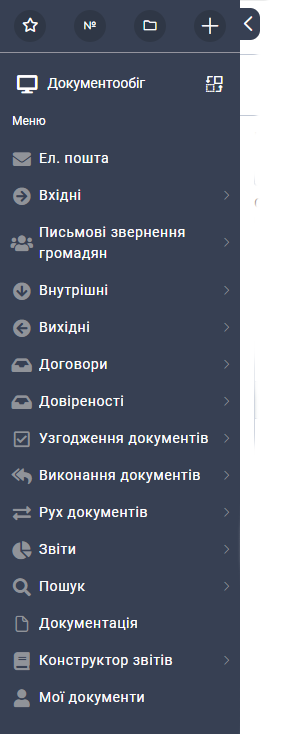 №
Документообіг
Меню
Ел. пошта
Вхідні
Письмові звернення
громадян
Внутрішні
Вихідні
Договори
Довіреності
Узгодження документів
Виконання документів
Рух документів
Звіти
Пошук
Документація
Конструктор звітів
Мої документи